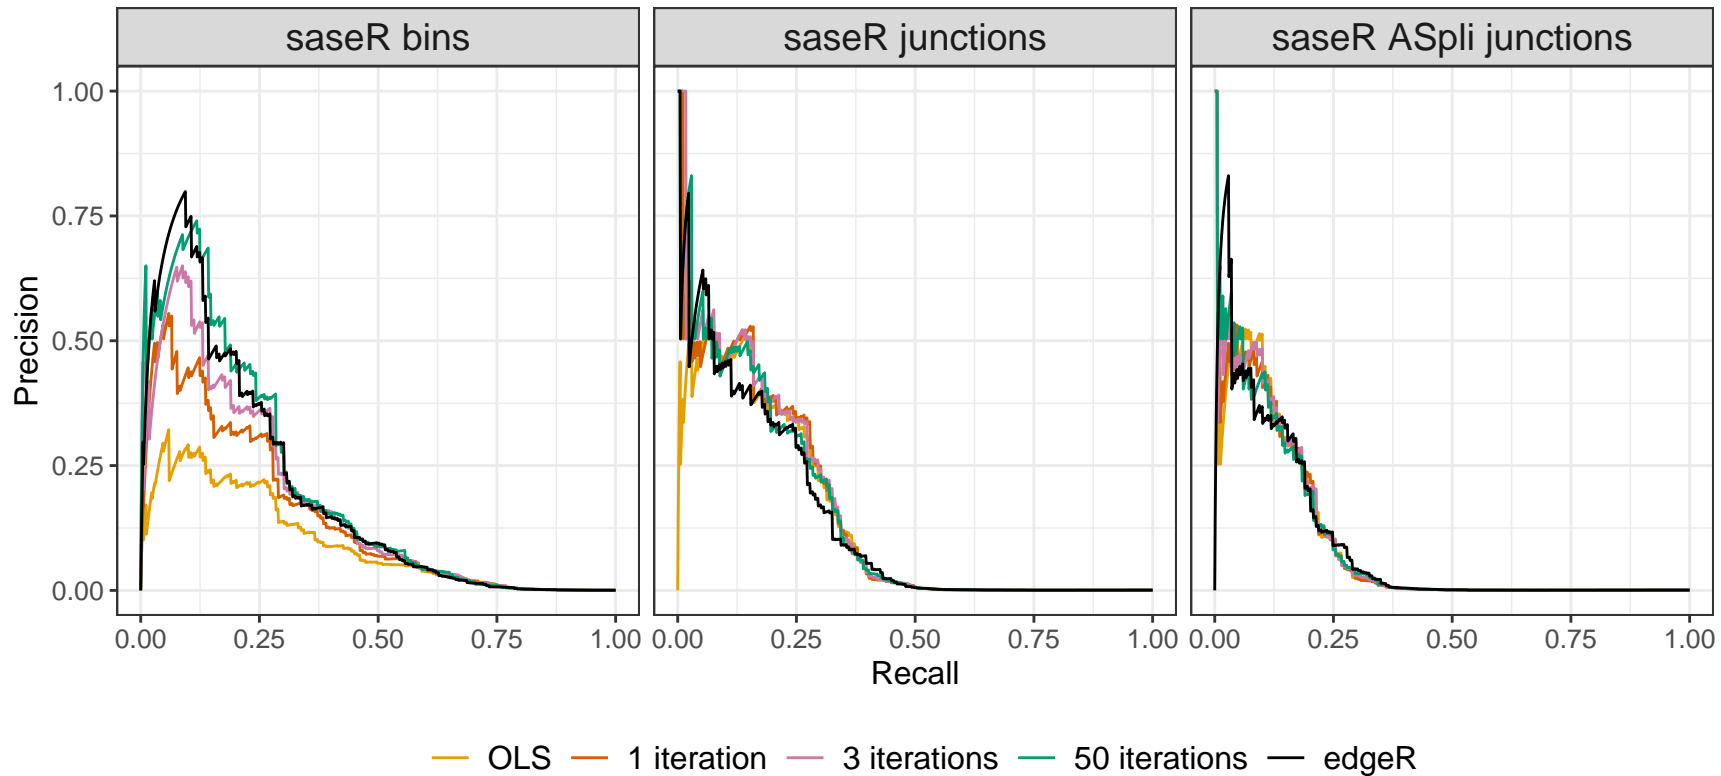 saseR bins saseR junctions saseR ASpli junctions
1.00
0.75
0.50
0.25
0.00
Precision
0.00 0.25 0.50 0.75 1.00 0.00 0.25 0.50 0.75 1.00 0.00 0.25 0.50 0.75 1.00
Recall
OLS 1 iteration 3 iterations 50 iterations edgeR